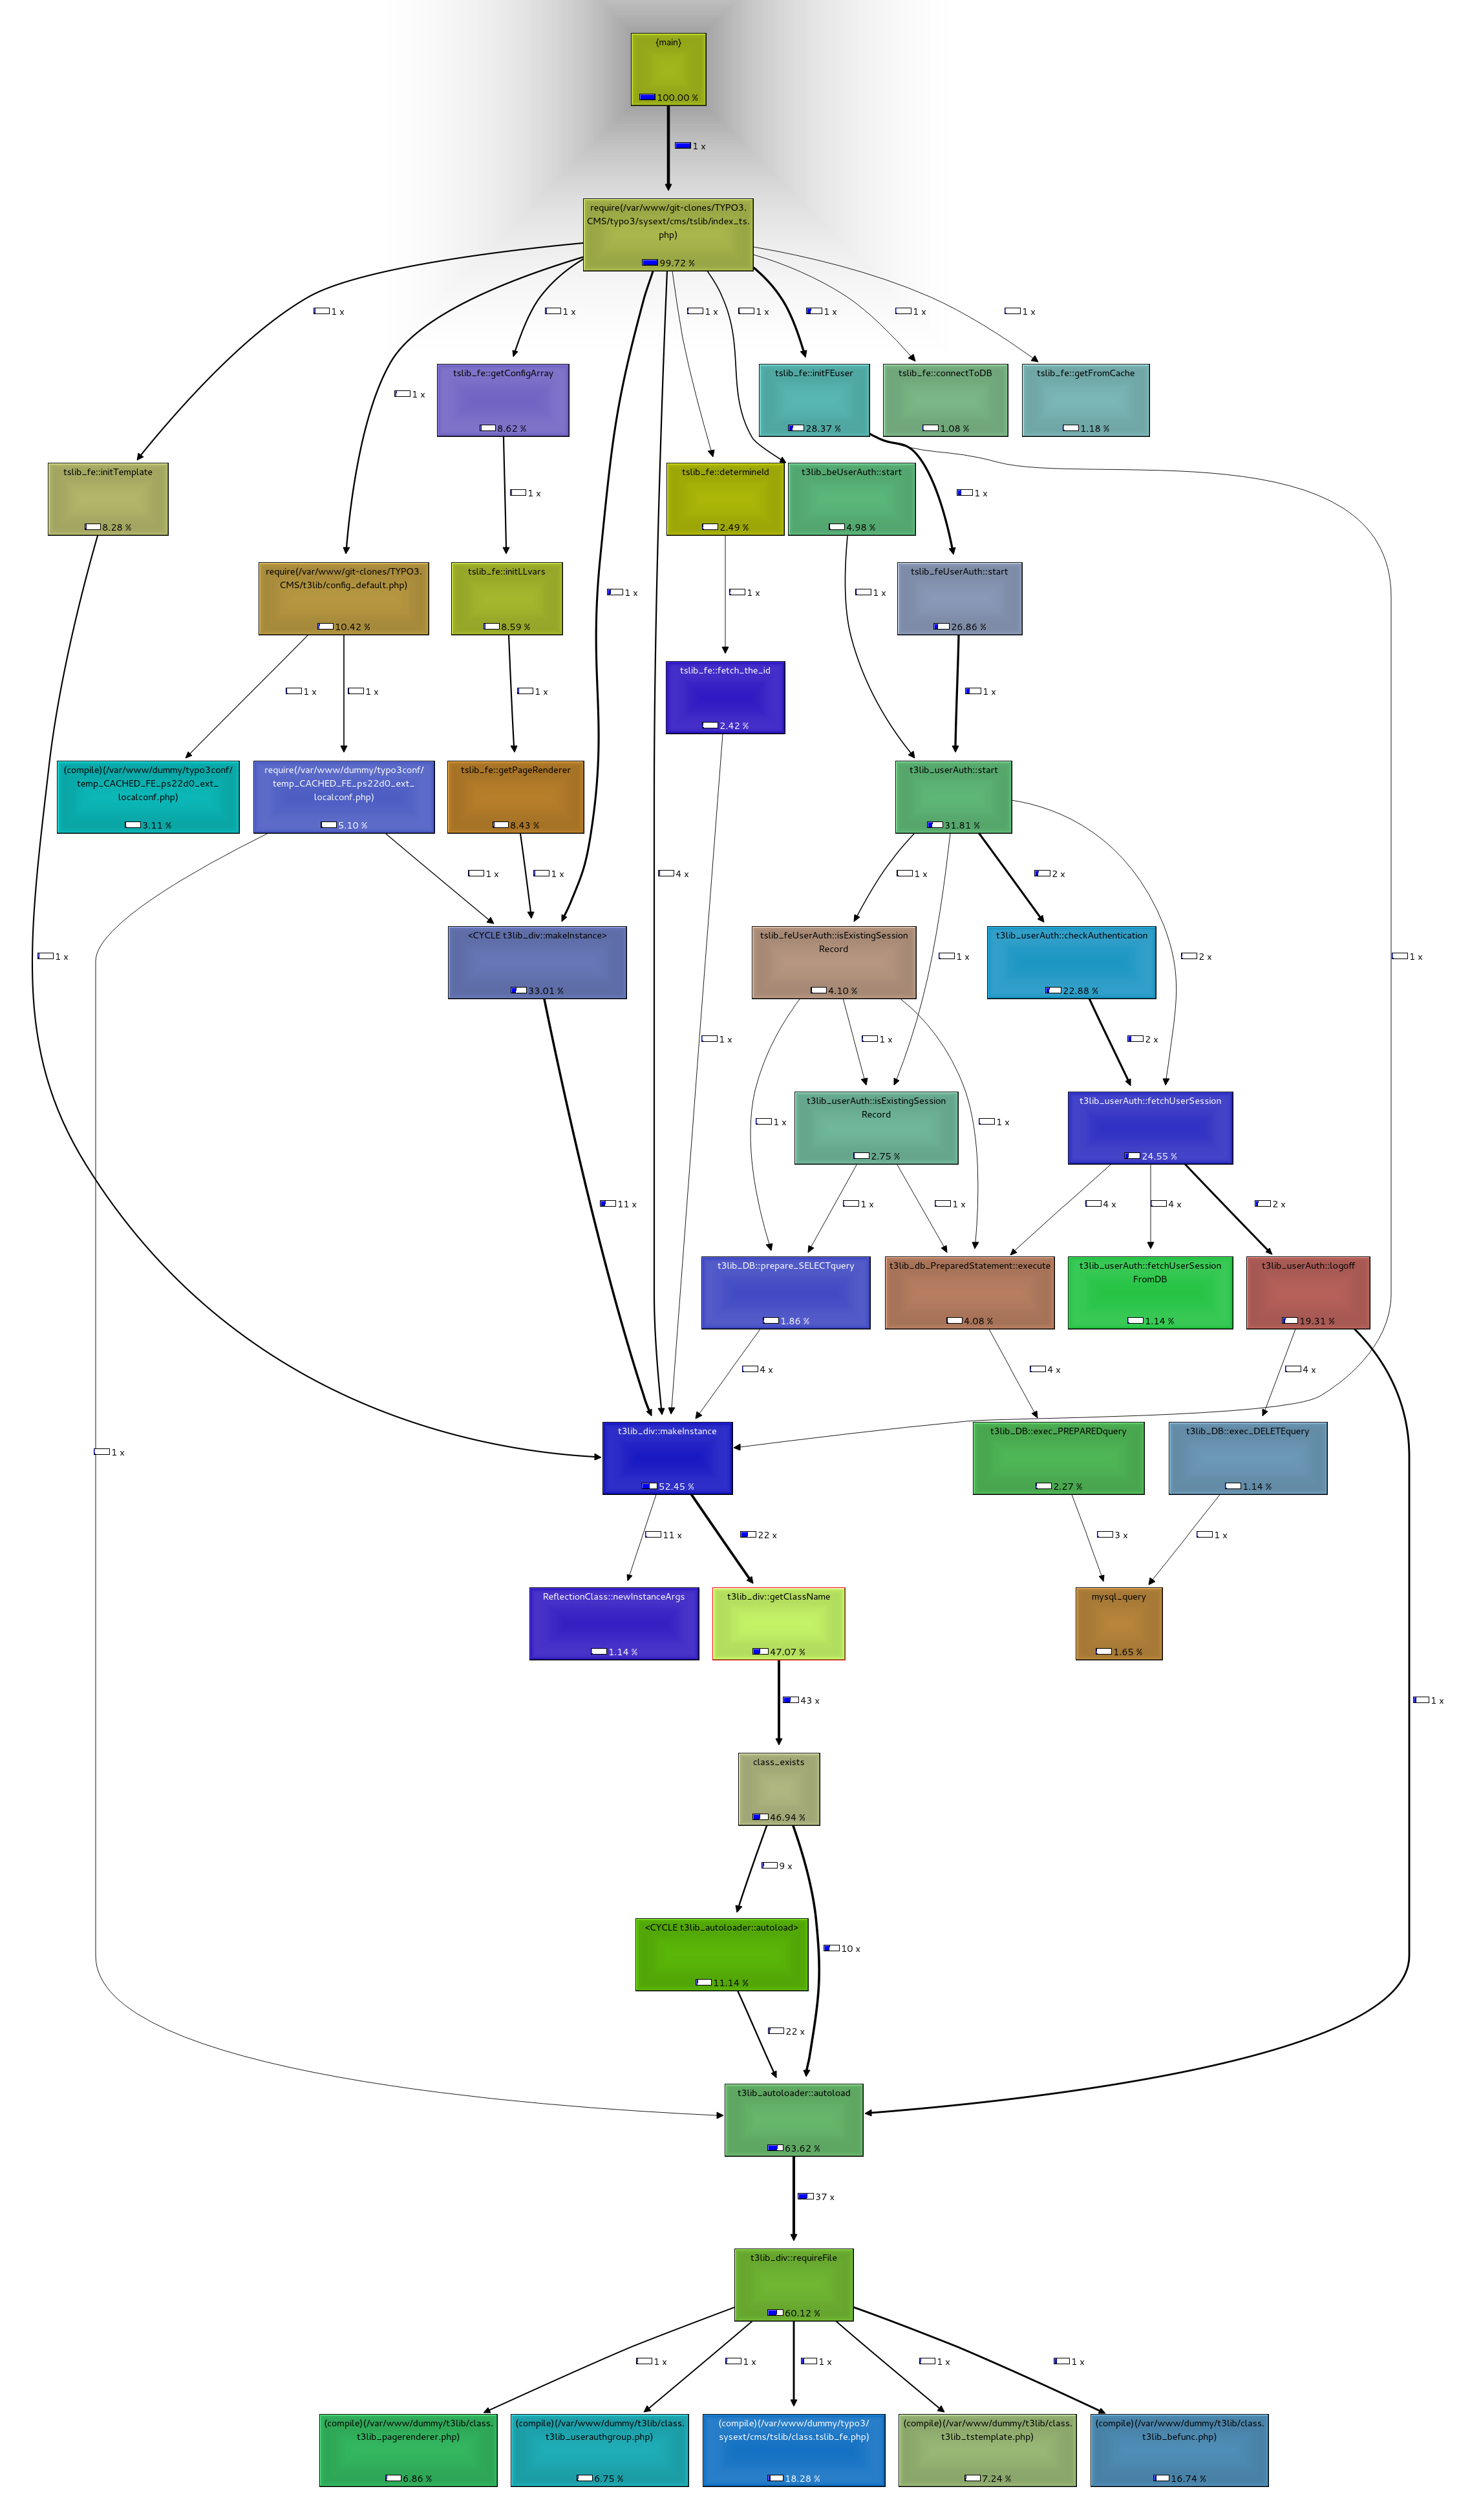 {main}
100.00 %
1 x
require(/var/www/git-clones/TYPO3.
CMS/typo3/sysext/cms/tslib/index_ts.
php)
99.72 %
1 x
1 x
1 x
1 x
1 x
1 x
1 x
1 x
tslib_fe::getConfigArray
8.62 %
tslib_fe::initFEuser
28.37 %
tslib_fe::connectToDB
1.08 %
tslib_fe::getFromCache
1.18 %
tslib_fe::initTemplate
8.28 %
1 x
tslib_fe::determineId
2.49 %
t3lib_beUserAuth::start
4.98 %
1 x
require(/var/www/git-clones/TYPO3.
CMS/t3lib/config_default.php)
10.42 %
tslib_fe::initLLvars
8.59 %
1 x
1 x
1 x
tslib_feUserAuth::start
26.86 %
1 x
1 x
1 x
tslib_fe::fetch_the_id
2.42 %
1 x
(compile)(/var/www/dummy/typo3conf/
temp_CACHED_FE_ps22d0_ext_
localconf.php)
3.11 %
require(/var/www/dummy/typo3conf/
temp_CACHED_FE_ps22d0_ext_
localconf.php)
5.10 %
tslib_fe::getPageRenderer
8.43 %
t3lib_userAuth::start
31.81 %
1 x
1 x
4 x
1 x
2 x
1 x
<CYCLE t3lib_div::makeInstance>
33.01 %
tslib_feUserAuth::isExistingSession
Record
4.10 %
1 x
t3lib_userAuth::checkAuthentication
22.88 %
2 x
1 x
1 x
1 x
2 x
1 x
t3lib_userAuth::isExistingSession
Record
2.75 %
1 x
t3lib_userAuth::fetchUserSession
24.55 %
11 x
1 x
1 x
4 x
4 x
2 x
t3lib_DB::prepare_SELECTquery
1.86 %
t3lib_db_PreparedStatement::execute
4.08 %
t3lib_userAuth::fetchUserSession
FromDB
1.14 %
t3lib_userAuth::logoff
19.31 %
4 x
4 x
4 x
1 x
t3lib_div::makeInstance
52.45 %
t3lib_DB::exec_PREPAREDquery
2.27 %
t3lib_DB::exec_DELETEquery
1.14 %
11 x
22 x
3 x
1 x
ReflectionClass::newInstanceArgs
1.14 %
t3lib_div::getClassName
47.07 %
mysql_query
1.65 %
43 x
1 x
class_exists
46.94 %
9 x
<CYCLE t3lib_autoloader::autoload>
11.14 %
10 x
22 x
t3lib_autoloader::autoload
63.62 %
37 x
t3lib_div::requireFile
60.12 %
1 x
1 x
1 x
1 x
1 x
(compile)(/var/www/dummy/t3lib/class.
t3lib_pagerenderer.php)
6.86 %
(compile)(/var/www/dummy/t3lib/class.
t3lib_userauthgroup.php)
6.75 %
(compile)(/var/www/dummy/typo3/
sysext/cms/tslib/class.tslib_fe.php)
18.28 %
(compile)(/var/www/dummy/t3lib/class.
t3lib_tstemplate.php)
7.24 %
(compile)(/var/www/dummy/t3lib/class.
t3lib_befunc.php)
16.74 %